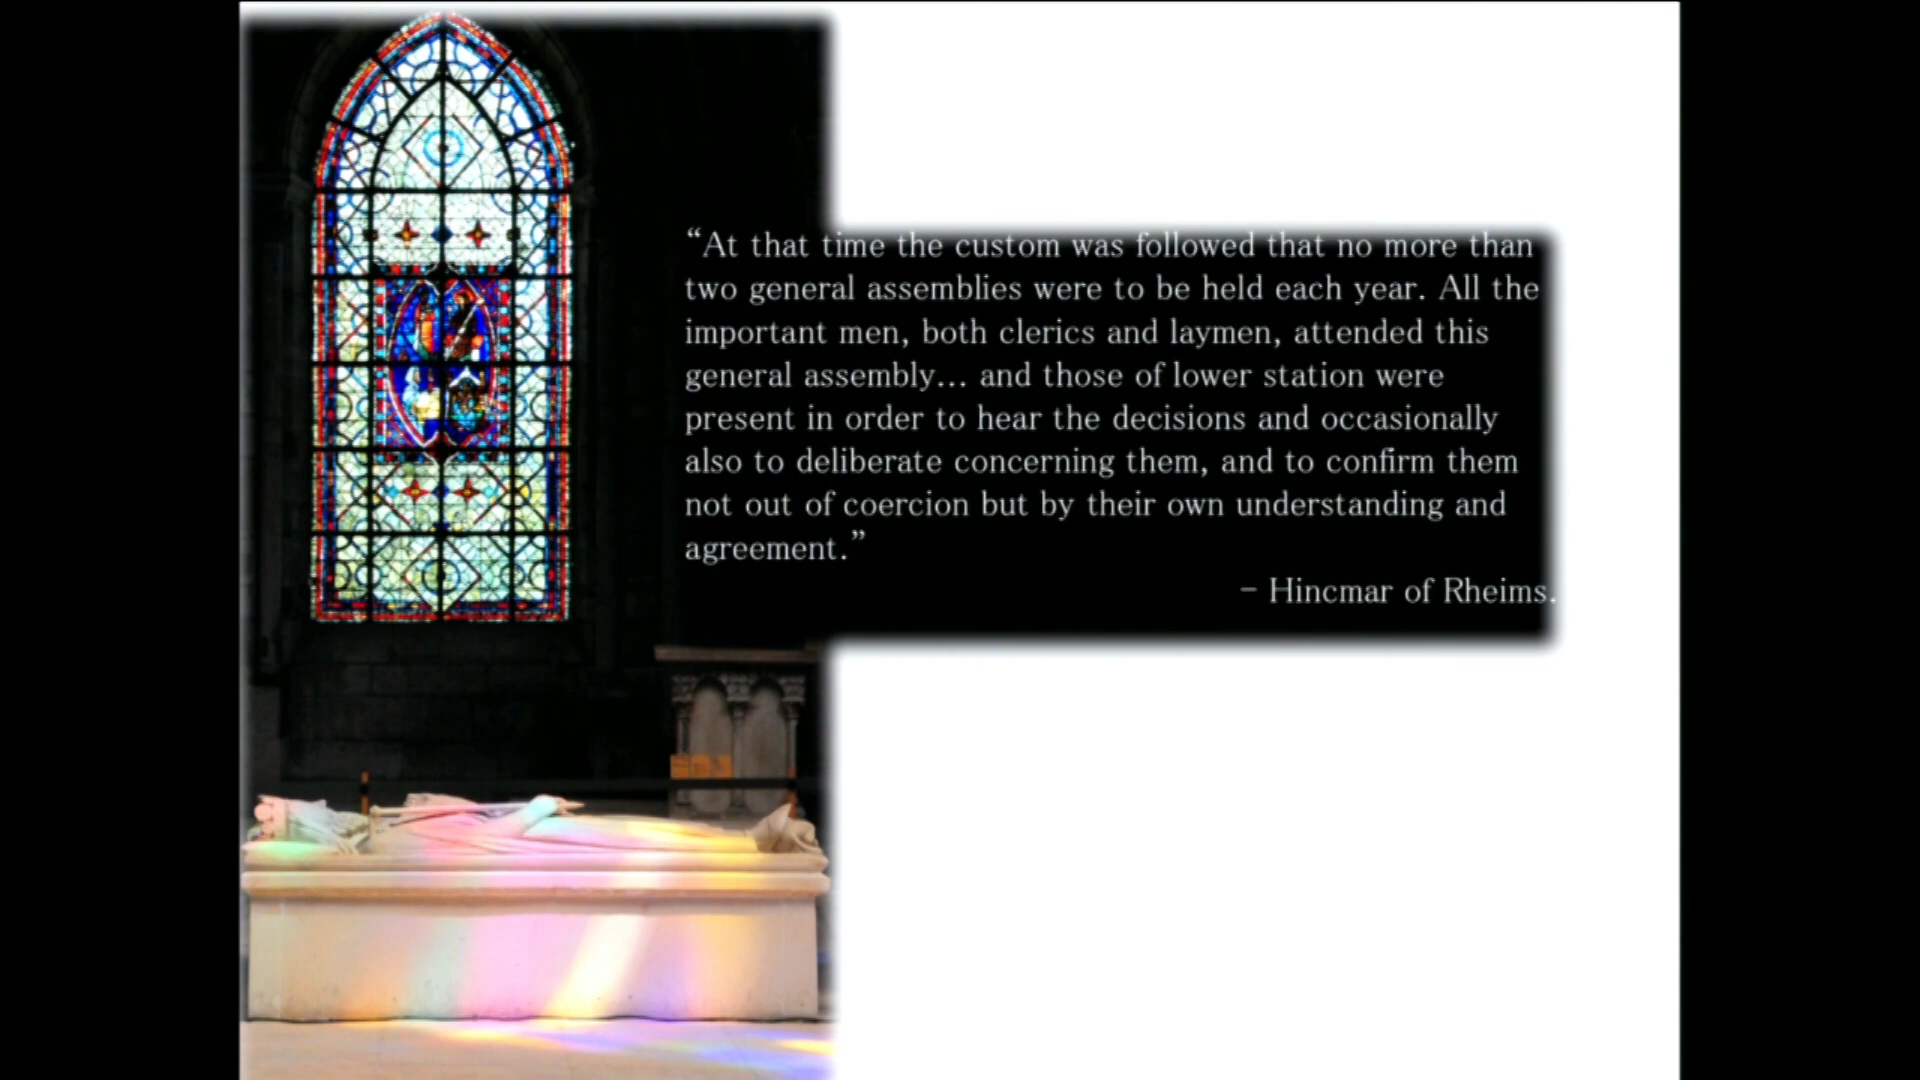 “At that time the custom was followed that no more than
two general assemblies were to be held each year. All the
important men, both clerics and laymen, attended this
general assembly... and those of lower station were
present in order to hear the decisions and occasionally
also to deliberate concerning them, and to confirm them
not out of coercion but by their own understanding and
agreement.”
– Hincmar of Rheims.